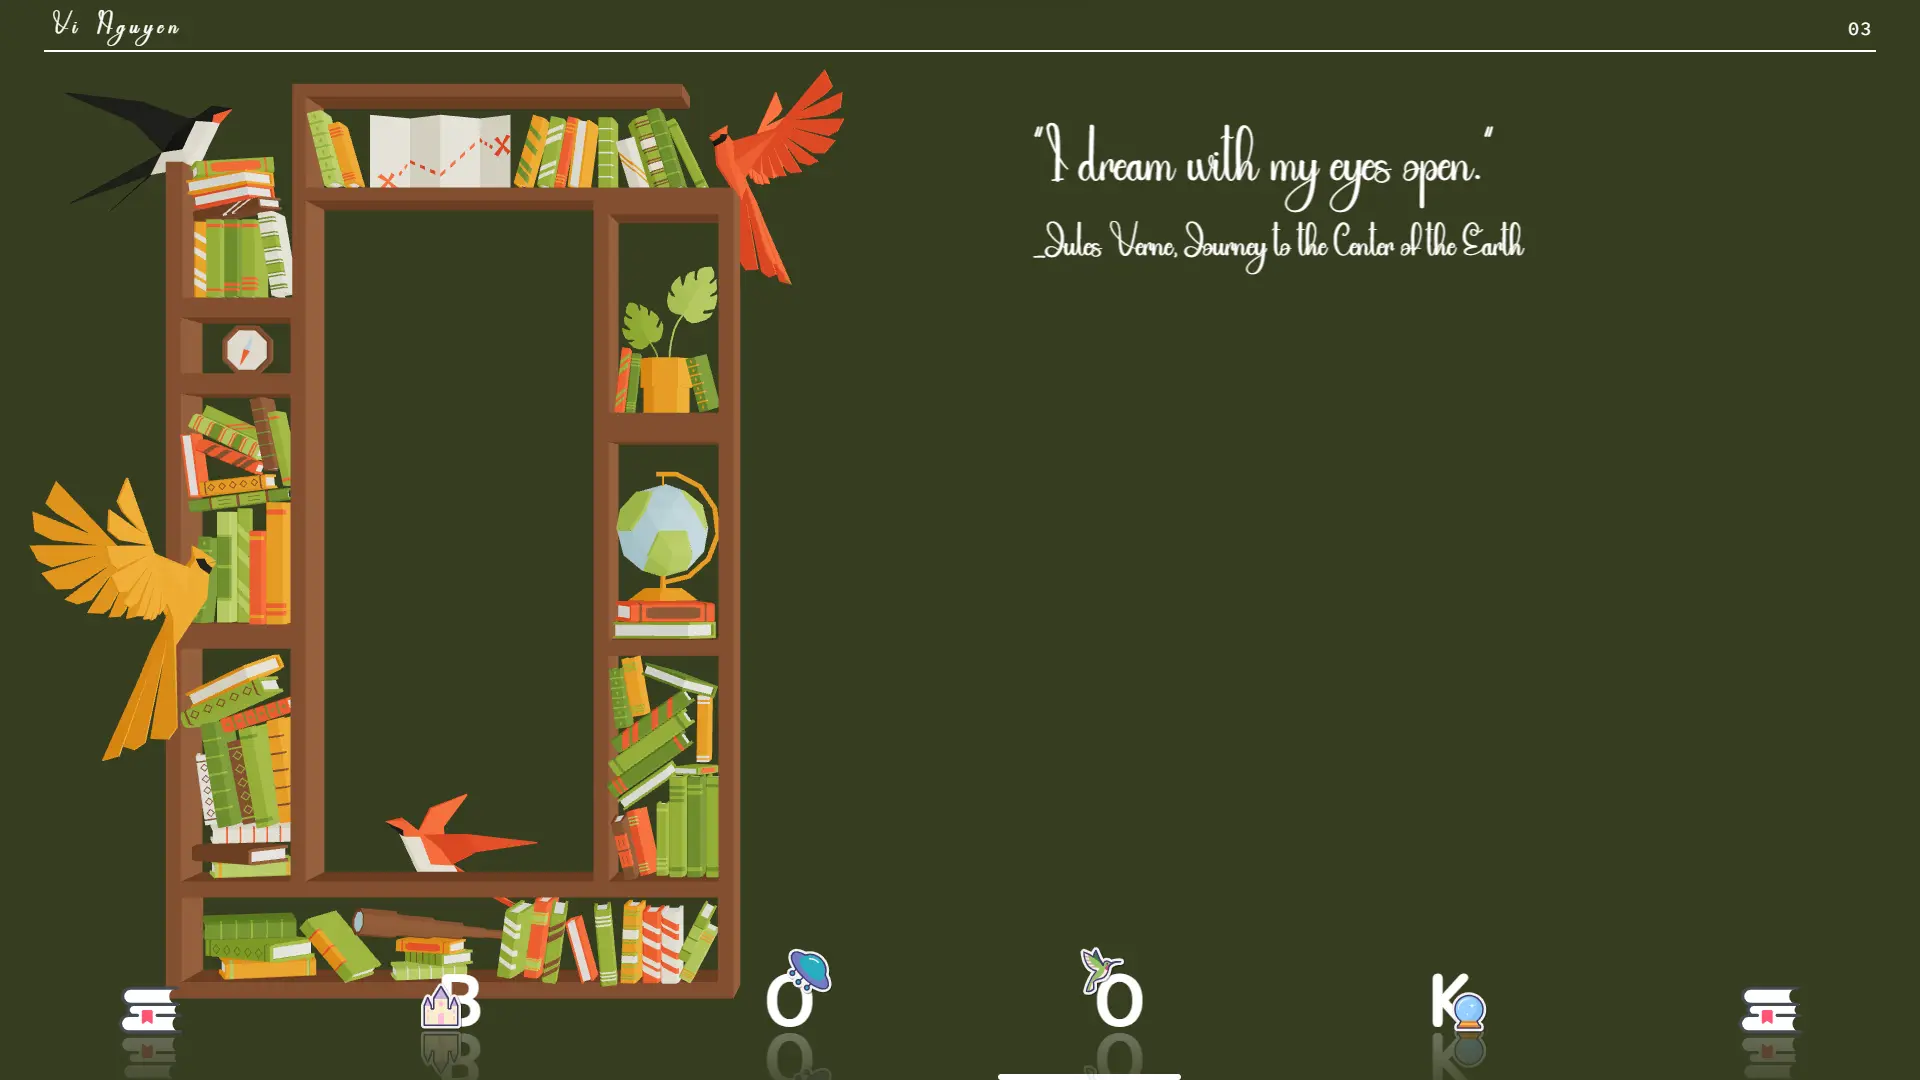 Vi Nguyen
03
"I dream with my eyes open."
_Jules Verne, Journey to the Center of the Earth
B O O K